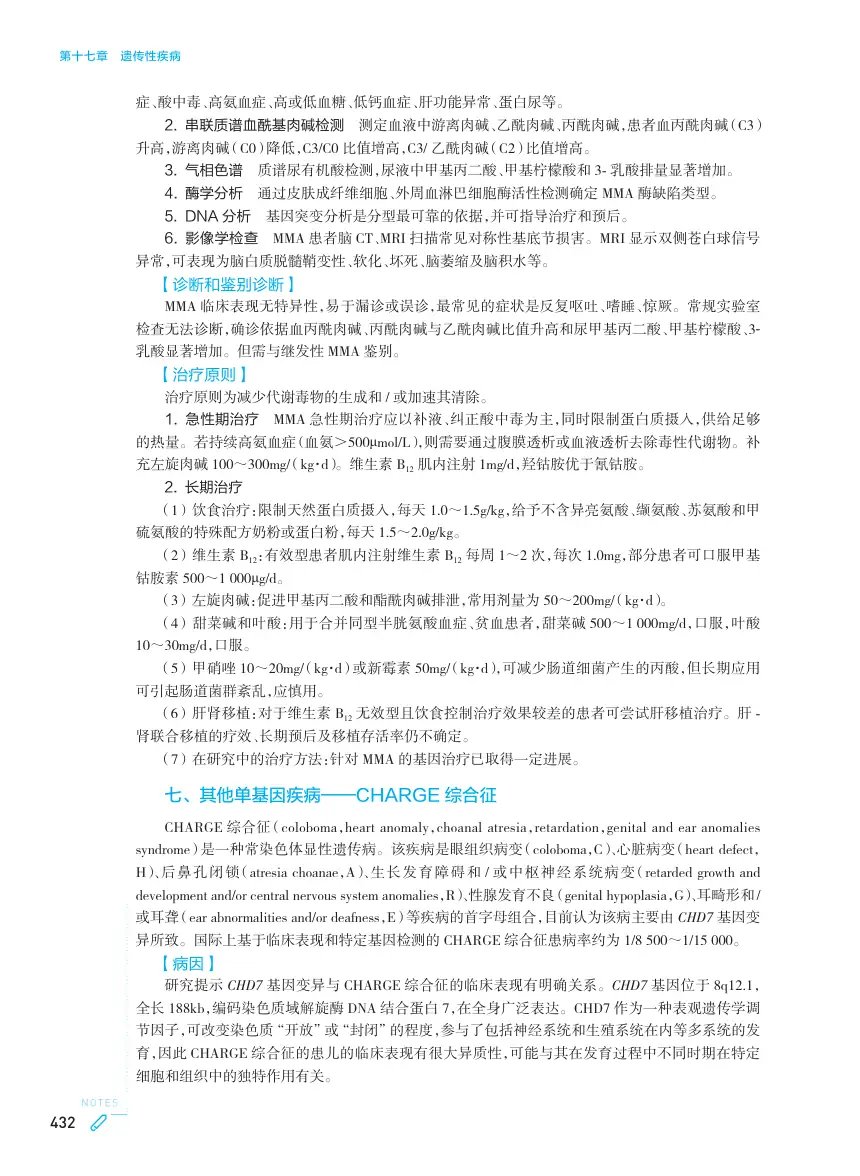 第十七章 遗传性疾病
症、酸中毒、高氨血症、高或低血糖、低钙血症、肝功能异常、蛋白尿等。
2. 串联质谱血酰基肉碱检测 测定血液中游离肉碱、乙酰肉碱、丙酰肉碱,患者血丙酰肉碱(C3)
升高,游离肉碱(C0)降低,C3/C0 比值增高,C3/ 乙酰肉碱(C2)比值增高。
3. 气相色谱 质谱尿有机酸检测,尿液中甲基丙二酸、甲基柠檬酸和 3- 乳酸排量显著增加。
4. 酶学分析 通过皮肤成纤维细胞、外周血淋巴细胞酶活性检测确定 MMA 酶缺陷类型。
5. DNA 分析 基因突变分析是分型最可靠的依据,并可指导治疗和预后。
6. 影像学检查 MMA 患者脑 CT、MRI 扫描常见对称性基底节损害。MRI 显示双侧苍白球信号
异常,可表现为脑白质脱髓鞘变性、软化、坏死、脑萎缩及脑积水等。
【诊断和鉴别诊断】
MMA 临床表现无特异性,易于漏诊或误诊,最常见的症状是反复呕吐、嗜睡、惊厥。常规实验室
检查无法诊断,确诊依据血丙酰肉碱、丙酰肉碱与乙酰肉碱比值升高和尿甲基丙二酸、甲基柠檬酸、3-
乳酸显著增加。但需与继发性 MMA 鉴别。
【治疗原则】
治疗原则为减少代谢毒物的生成和 / 或加速其清除。
1. 急性期治疗 MMA 急性期治疗应以补液、纠正酸中毒为主,同时限制蛋白质摄入,供给足够
的热量。若持续高氨血症(血氨>500μmol/L),则需要通过腹膜透析或血液透析去除毒性代谢物。补
充左旋肉碱 100～300mg/(kg·d)。维生素 B₁₂ 肌内注射 1mg/d,羟钴胺优于氰钴胺。
2. 长期治疗
(1)饮食治疗:限制天然蛋白质摄入,每天 1.0～1.5g/kg,给予不含异亮氨酸、缬氨酸、苏氨酸和甲
硫氨酸的特殊配方奶粉或蛋白粉,每天 1.5～2.0g/kg。
(2)维生素 B₁₂:有效型患者肌内注射维生素 B₁₂ 每周 1～2 次,每次 1.0mg,部分患者可口服甲基
钴胺素 500～1 000μg/d。
(3)左旋肉碱:促进甲基丙二酸和酯酰肉碱排泄,常用剂量为 50～200mg/(kg·d)。
(4)甜菜碱和叶酸:用于合并同型半胱氨酸血症、贫血患者,甜菜碱 500～1 000mg/d,口服,叶酸
10～30mg/d,口服。
(5)甲硝唑 10～20mg/(kg·d)或新霉素 50mg/(kg·d),可减少肠道细菌产生的丙酸,但长期应用
可引起肠道菌群紊乱,应慎用。
(6)肝肾移植:对于维生素 B₁₂ 无效型且饮食控制治疗效果较差的患者可尝试肝移植治疗。肝 -
肾联合移植的疗效、长期预后及移植存活率仍不确定。
(7)在研究中的治疗方法:针对 MMA 的基因治疗已取得一定进展。
七、其他单基因疾病——CHARGE 综合征
CHARGE 综合征(coloboma,heart anomaly,choanal atresia,retardation,genital and ear anomalies
syndrome)是一种常染色体显性遗传病。该疾病是眼组织病变(coloboma,C)、心脏病变(heart defect,
H)、后鼻孔闭锁(atresia choanae,A)、生长发育障碍和 / 或中枢神经系统病变(retarded growth and
development and/or central nervous system anomalies,R)、性腺发育不良(genital hypoplasia,G)、耳畸形和/
或耳聋(ear abnormalities and/or deafness,E)等疾病的首字母组合,目前认为该病主要由 CHD7 基因变
异所致。国际上基于临床表现和特定基因检测的 CHARGE 综合征患病率约为 1/8 500～1/15 000。
【病因】
研究提示 CHD7 基因变异与 CHARGE 综合征的临床表现有明确关系。CHD7 基因位于 8q12.1,
全长 188kb,编码染色质域解旋酶 DNA 结合蛋白 7,在全身广泛表达。CHD7 作为一种表观遗传学调
节因子,可改变染色质“开放”或“封闭”的程度,参与了包括神经系统和生殖系统在内等多系统的发
育,因此 CHARGE 综合征的患儿的临床表现有很大异质性,可能与其在发育过程中不同时期在特定
细胞和组织中的独特作用有关。
NOTES
432